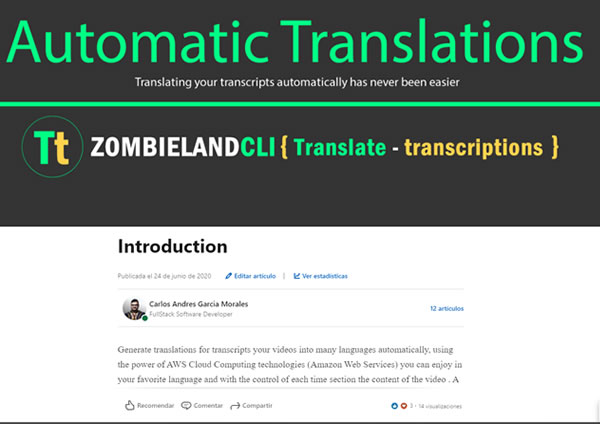 Automatic Translations
Translating your transcripts automatically has never been easier
Tt ZOMBIELANDCLI { Translate - transcriptions }
Introduction
Publicada el 24 de junio de 2020 Editar artículo | Ver estadísticas
Carlos Andres Garcia Morales
FullStack Software Developer
12 artículos
Generate translations for transcripts your videos into many languages automatically, using
the power of AWS Cloud Computing technologies (Amazon Web Services) you can enjoy in
your favorite language and with the control of each time section the content of the video . A
Recomendar Comentar Compartir 3 · 14 visualizaciones